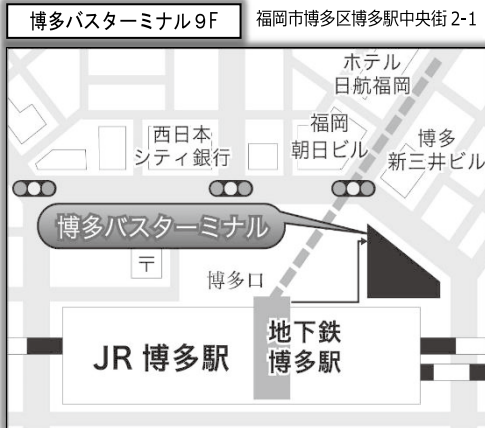 博多バスターミナル9F
福岡市博多区博多駅中央街2-1
ホテル
日航福岡
福岡
朝日ビル
西日本
シティ銀行
博多
新三井ビル
博多バスターミナル
〒
博多口
地下鉄
博多駅
JR 博多駅